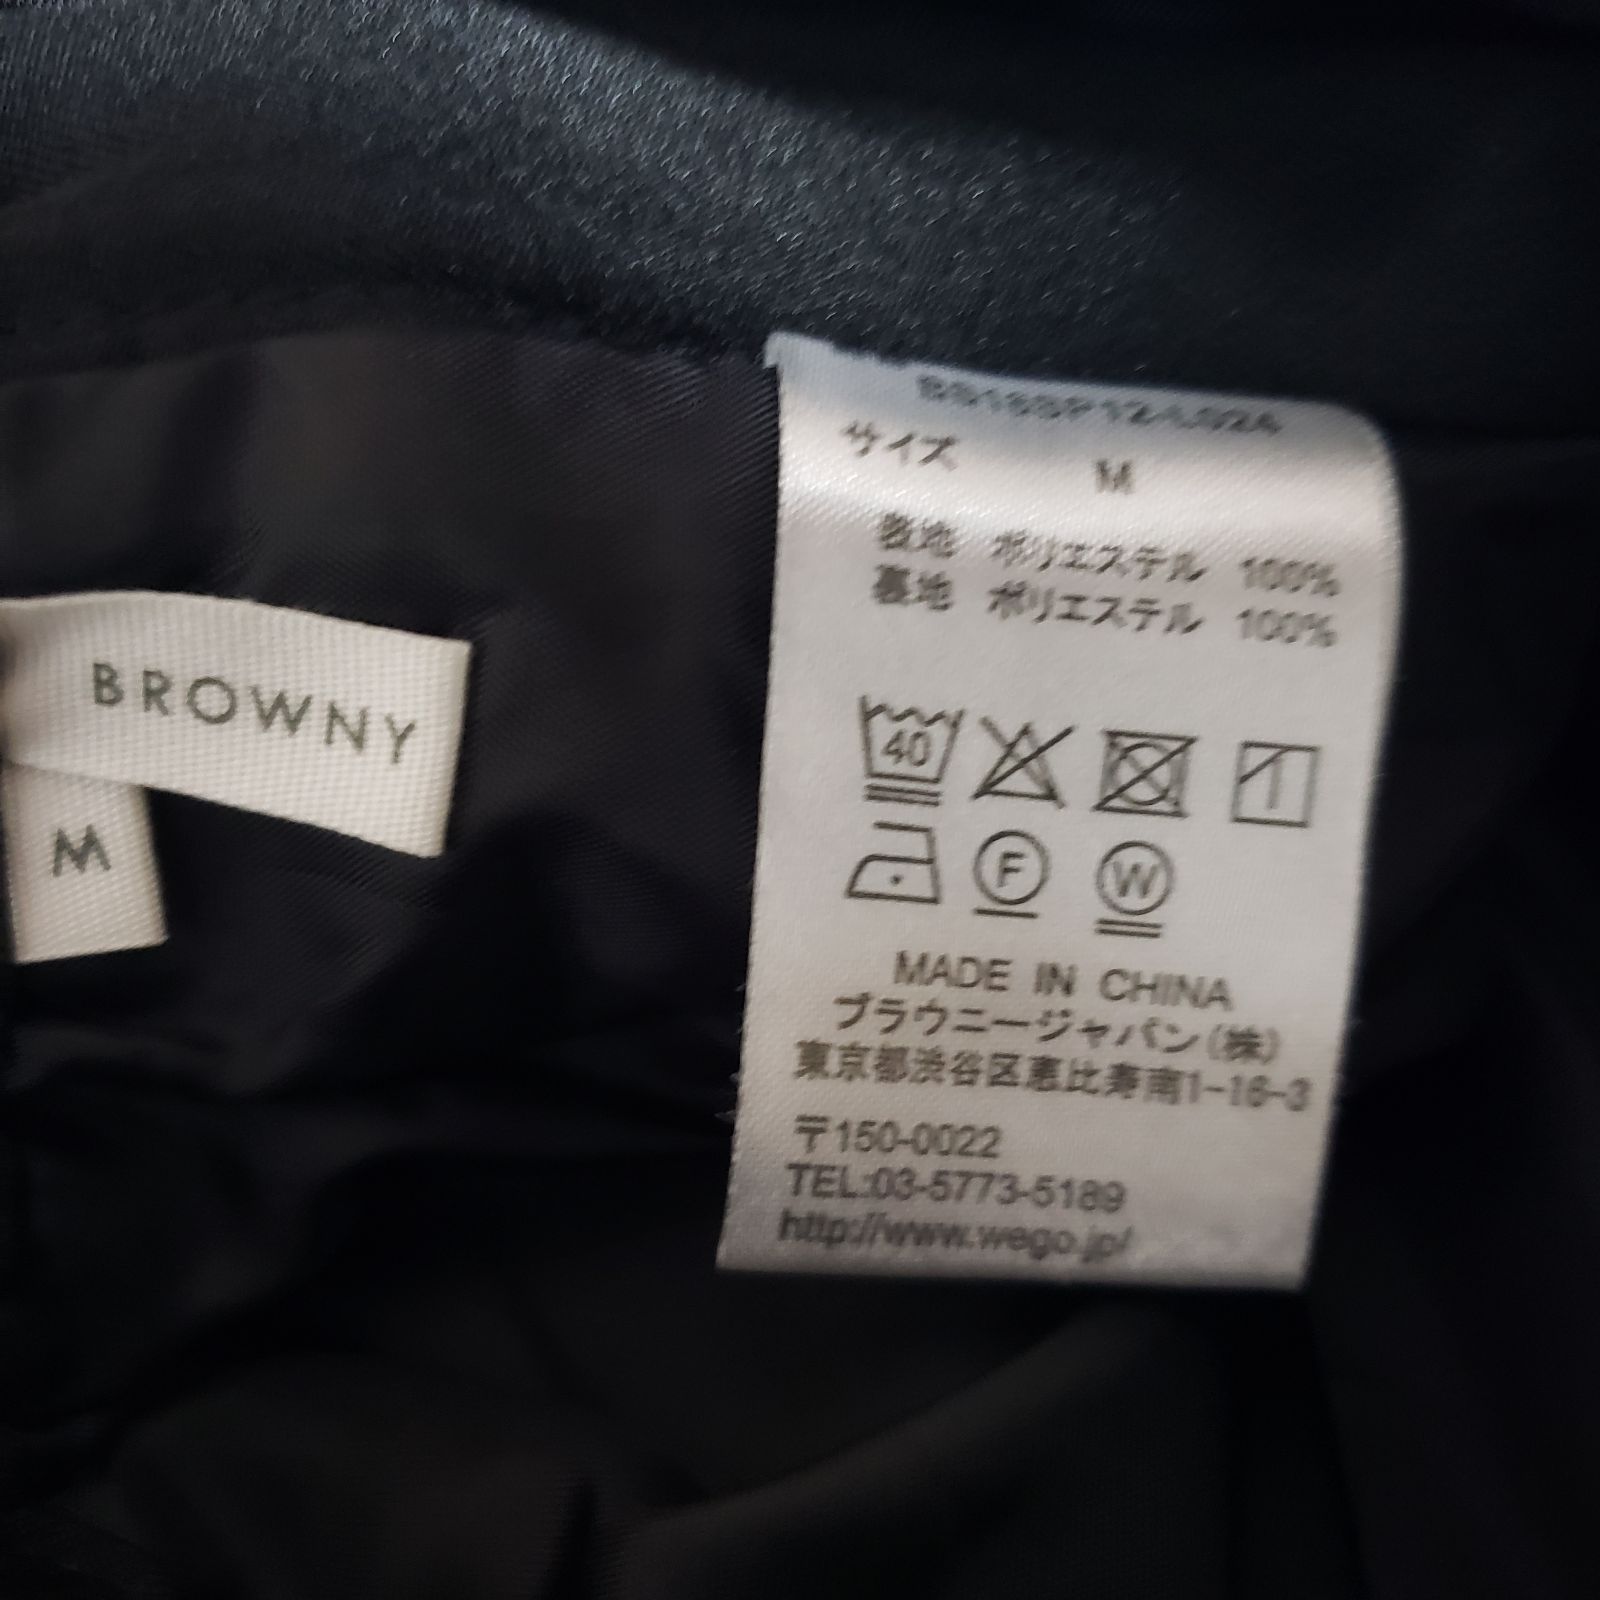 BROWNY
M
BS18SP12-L02A
サイズ M
表地 ポリエステル 100%
裏地 ポリエステル 100%
40
F W
MADE IN CHINA
ブラウニージャパン(株)
東京都渋谷区恵比寿南1-16-3
〒150-0022
TEL:03-5773-5189
http://www.wego.jp/